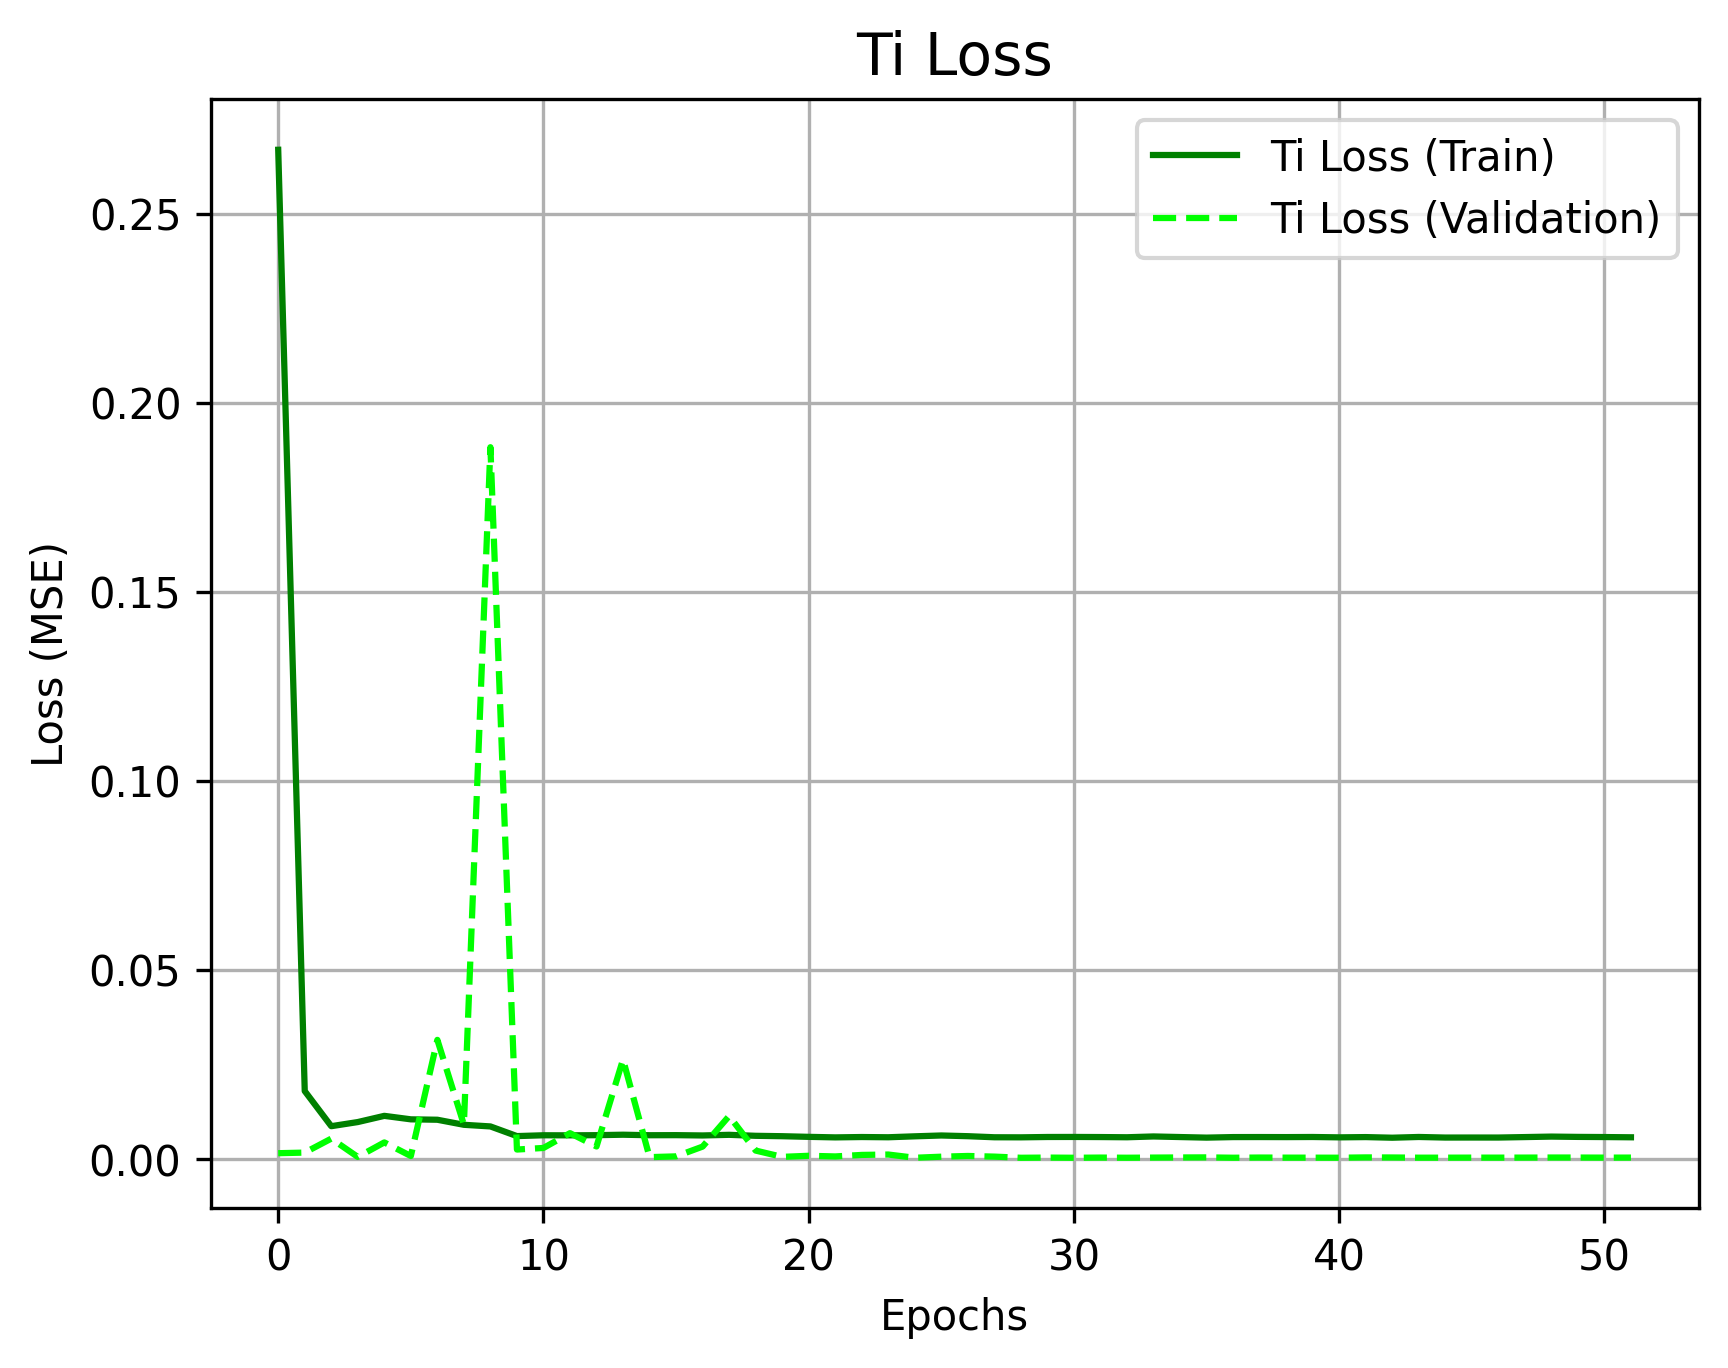 Ti Loss
Ti Loss (Train)
Ti Loss (Validation)
0.25
0.20
0.15
0.10
0.05
0.00
Loss (MSE)
0 10 20 30 40 50
Epochs